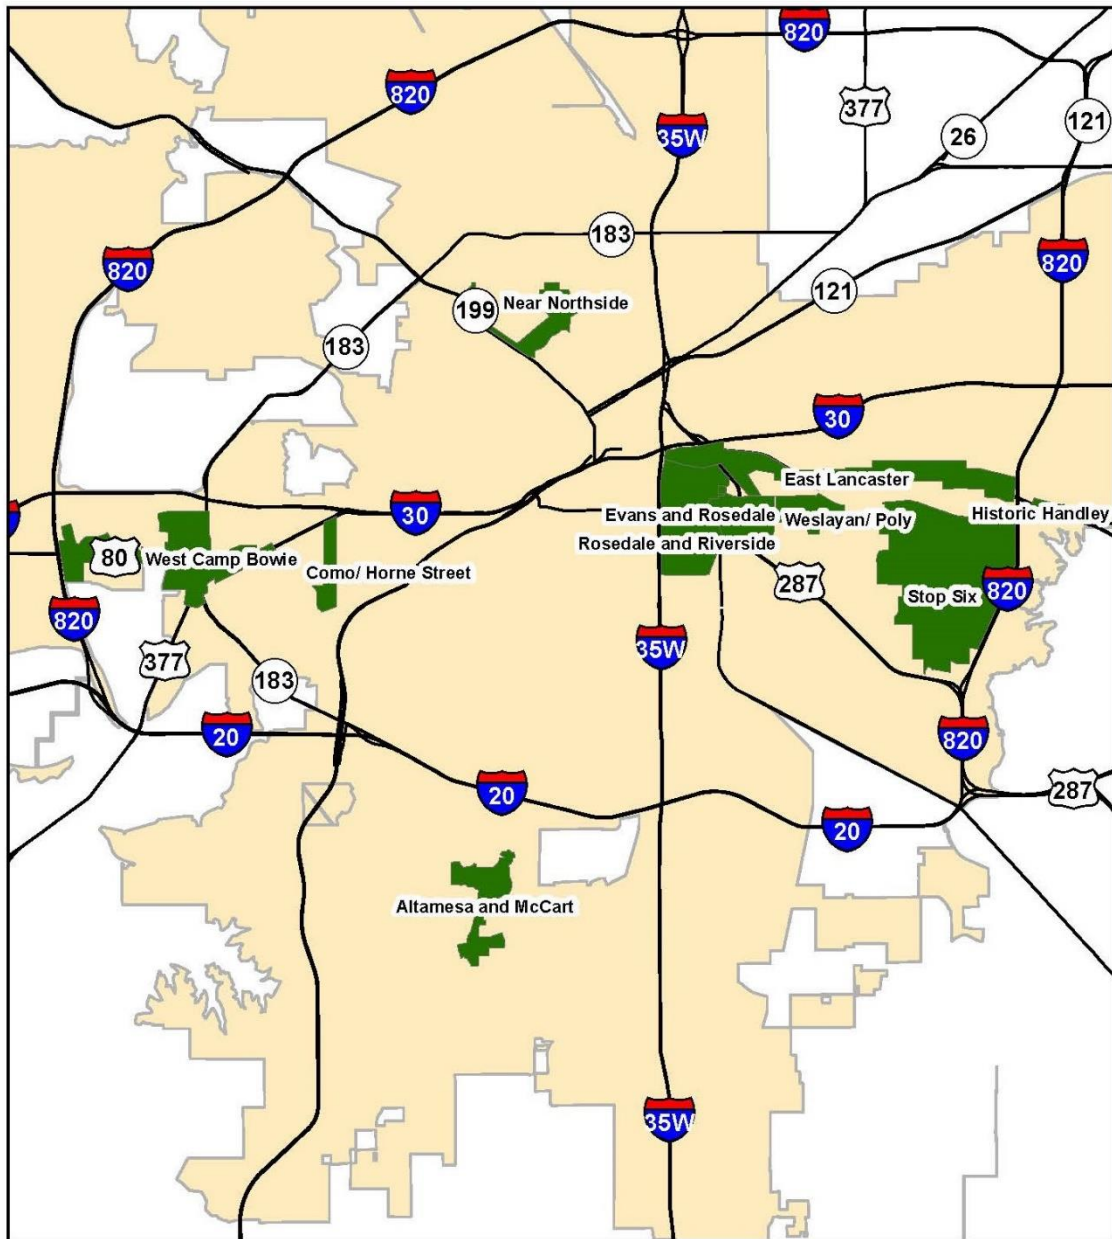 820
820
377
35W
26
121
183
820
820
199
Near Northside
121
183
30
East Lancaster
30
Evans and Rosedale
Weslayan/ Poly
Historic Handley
80
West Camp Bowie
Rosedale and Riverside
Como/ Horne Street
287
Stop Six
820
820
35W
377
183
20
820
20
287
20
Altamesa and McCart
35W